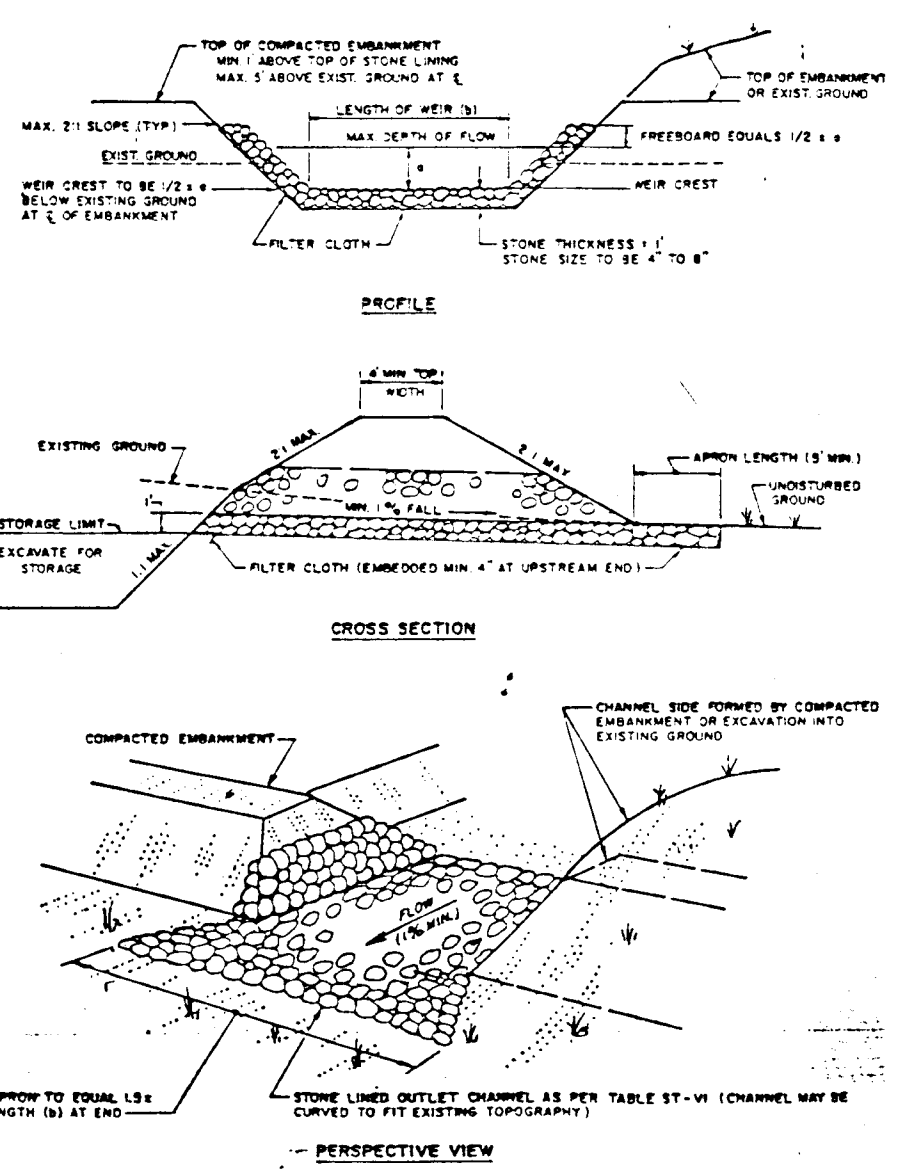 TOP OF COMPACTED EMBANKMENT
MIN. 1' ABOVE TOP OF STONE LINING
MAX. 5' ABOVE EXIST. GROUND AT ℄
TOP OF EMBANKMENT
OR EXIST. GROUND
LENGTH OF WEIR (b)
MAX. 2:1 SLOPE (TYP.)
MAX. DEPTH OF FLOW
FREEBOARD EQUALS 1/2 x a
EXIST. GROUND
a
WEIR CREST TO BE 1/2 x a
BELOW EXISTING GROUND
AT ℄ OF EMBANKMENT
WEIR CREST
FILTER CLOTH
STONE THICKNESS = 1'
STONE SIZE TO BE 4" TO 8"
PROFILE
4' MIN. TOP
WIDTH
EXISTING GROUND
2:1 MAX.
2:1 MAX.
APRON LENGTH (5' MIN.)
UNDISTURBED
GROUND
1'
MIN. 1% FALL
STORAGE LIMIT
EXCAVATE FOR
STORAGE
1:1 MAX.
FILTER CLOTH (EMBEDDED MIN. 4" AT UPSTREAM END)
CROSS SECTION
CHANNEL SIDE FORMED BY COMPACTED
EMBANKMENT OR EXCAVATION INTO
EXISTING GROUND
COMPACTED EMBANKMENT
FLOW
(1% MIN.)
PRON TO EQUAL 1.5 x
NGTH (b) AT END
STONE LINED OUTLET CHANNEL AS PER TABLE ST-VI (CHANNEL MAY BE
CURVED TO FIT EXISTING TOPOGRAPHY)
PERSPECTIVE VIEW